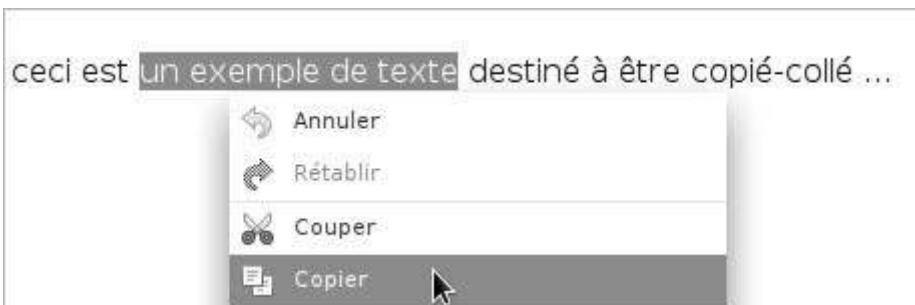 ceci est un exemple de texte destiné à être copié-collé ...
Annuler
Rétablir
Couper
Copier